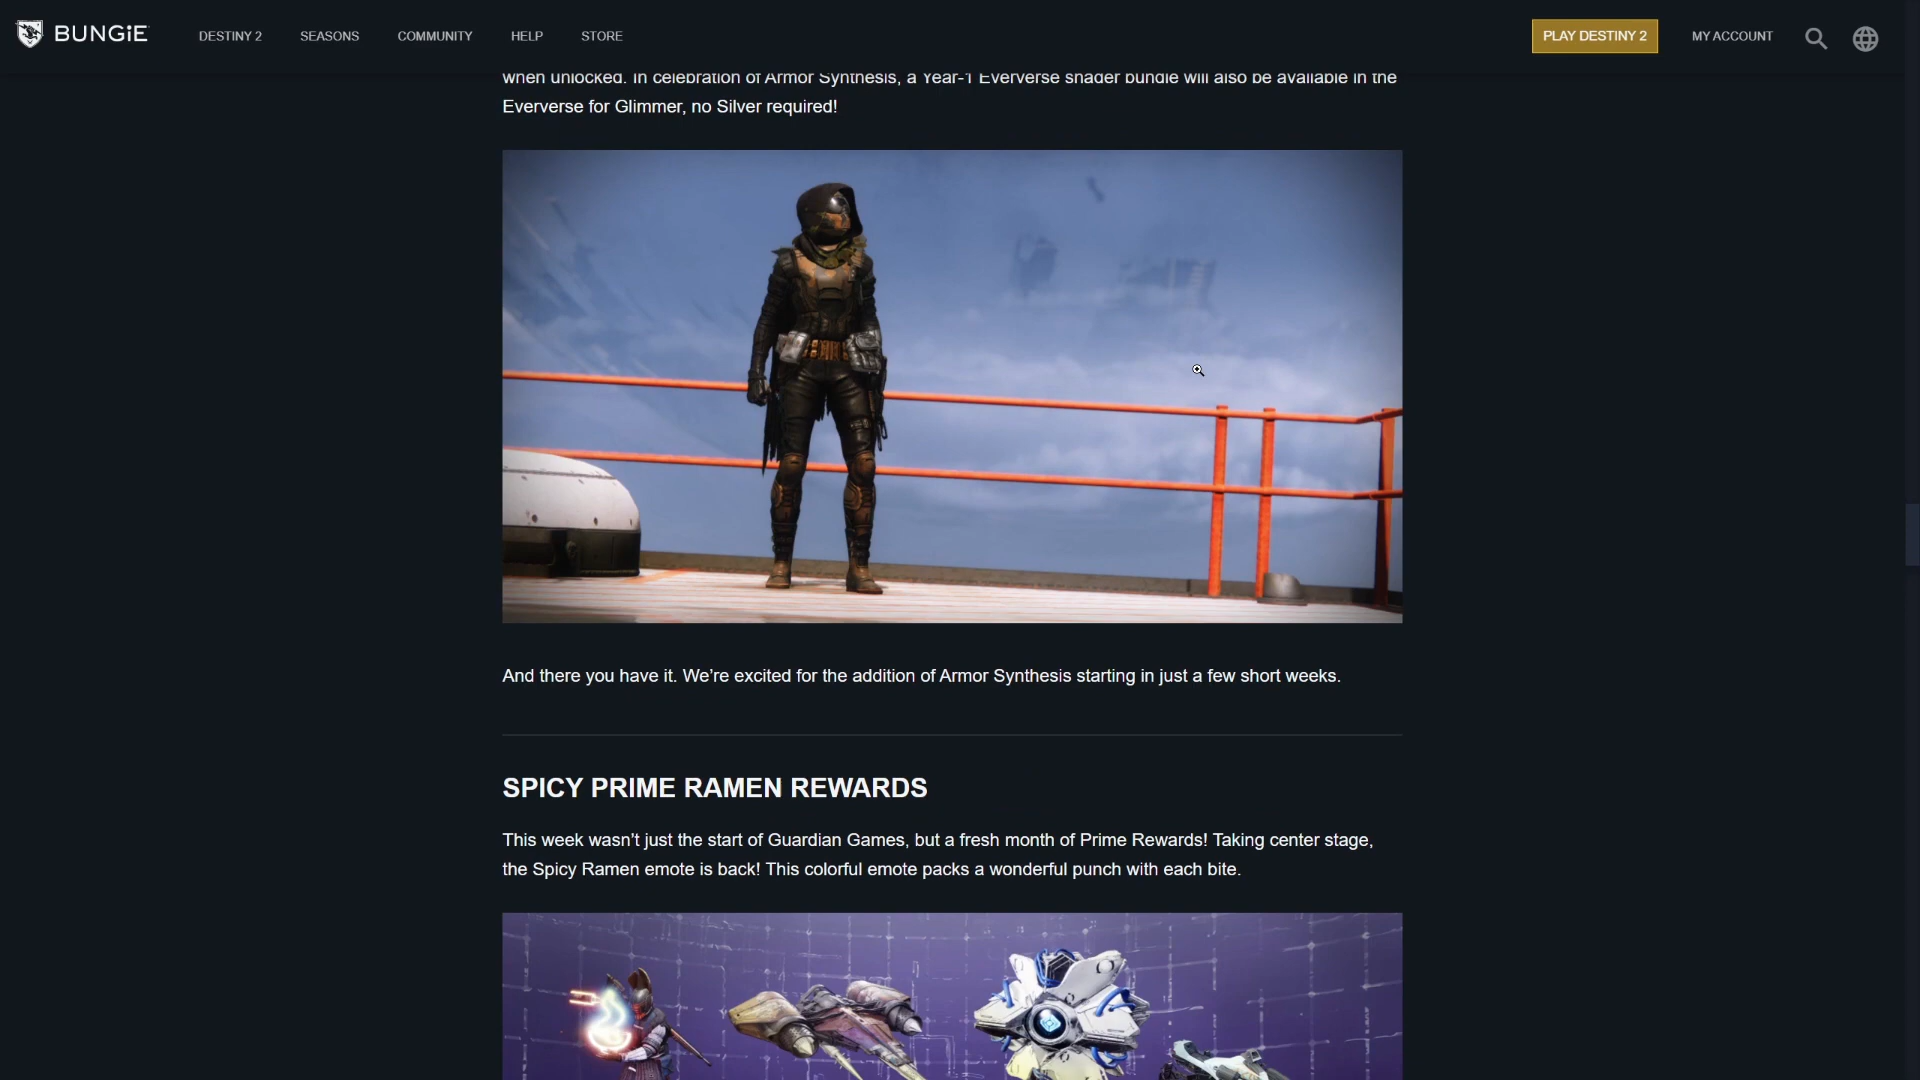 BUNGiE
DESTINY 2 SEASONS COMMUNITY HELP STORE PLAY DESTINY 2 MY ACCOUNT
when unlocked. In celebration of Armor Synthesis, a Year-1 Eververse shader bundle will also be available in the
Eververse for Glimmer, no Silver required!
And there you have it. We’re excited for the addition of Armor Synthesis starting in just a few short weeks.
SPICY PRIME RAMEN REWARDS
This week wasn’t just the start of Guardian Games, but a fresh month of Prime Rewards! Taking center stage,
the Spicy Ramen emote is back! This colorful emote packs a wonderful punch with each bite.